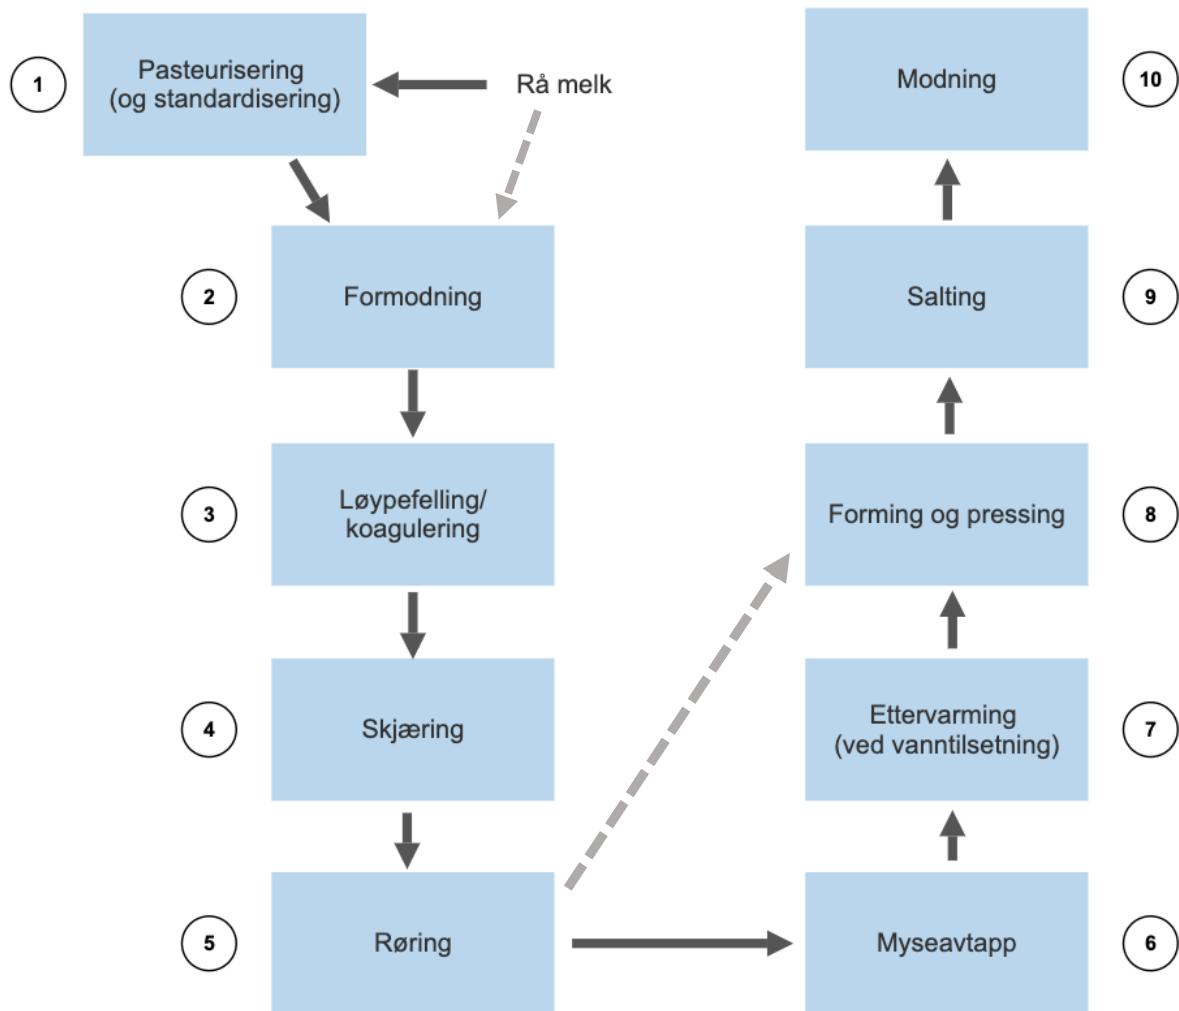 1
Pasteurisering
(og standardisering)
Rå melk
2
Formodning
3
Løypefelling/
koagulering
4
Skjæring
5
Røring
Myseavtapp
6
Ettervarming
(ved vanntilsetning)
7
Forming og pressing
8
Salting
9
Modning
10